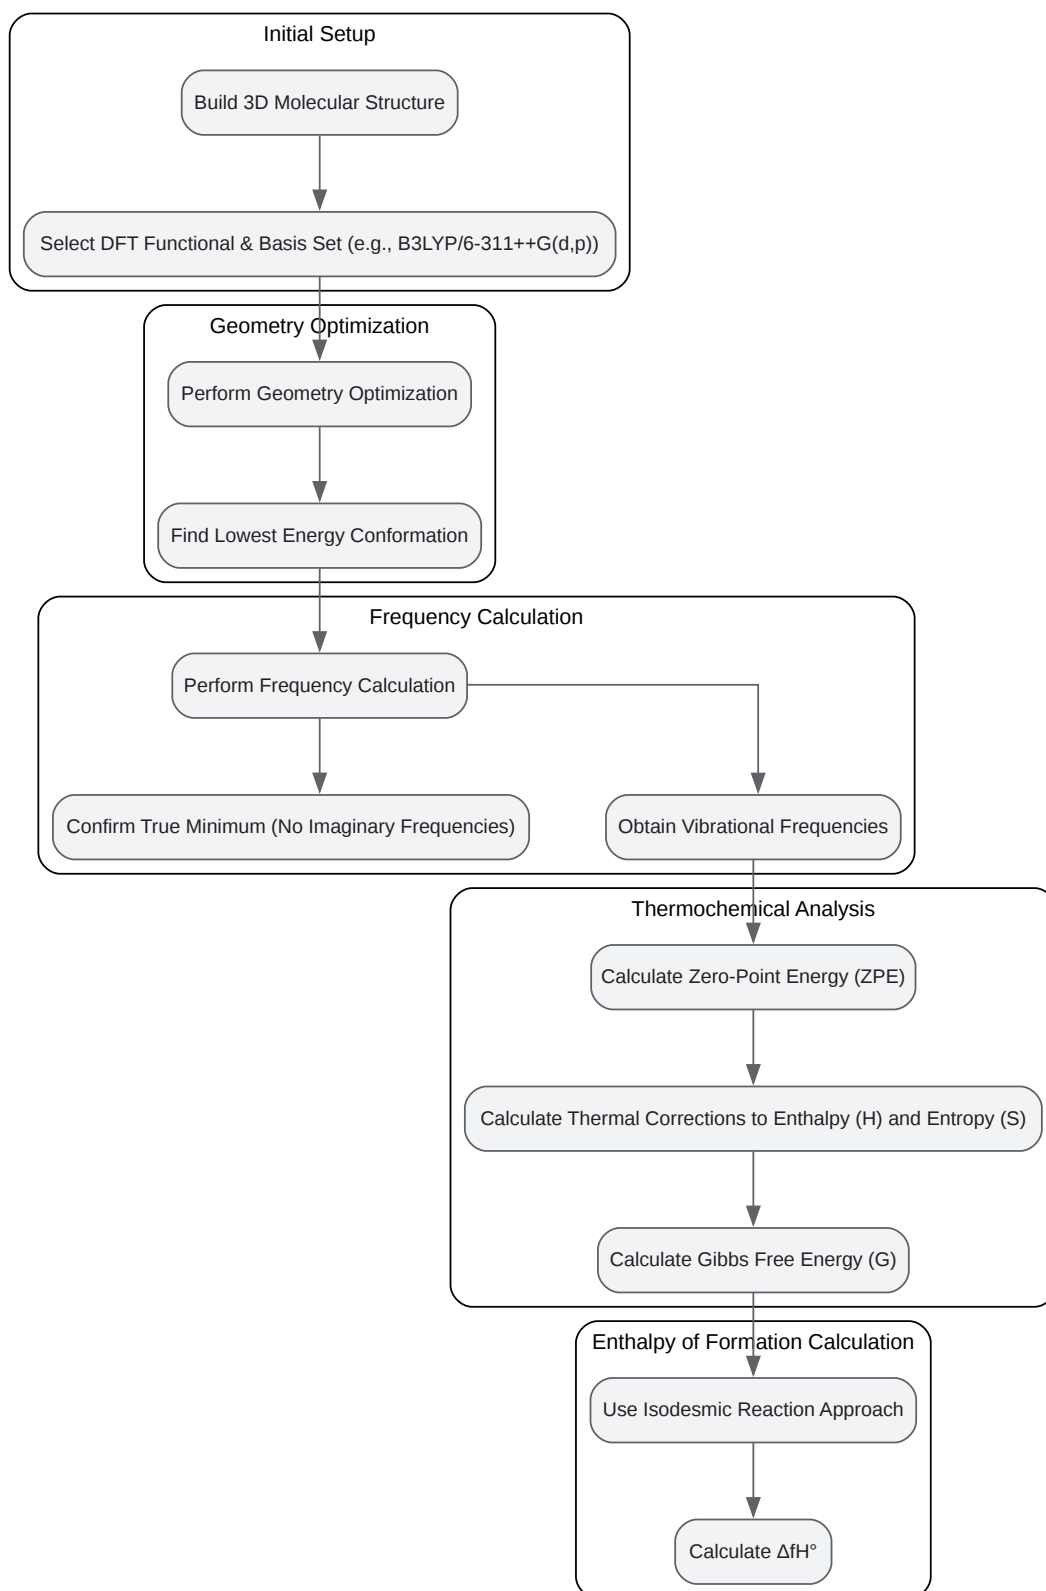 Initial Setup
Build 3D Molecular Structure
Select DFT Functional & Basis Set (e.g., B3LYP/6-311++G(d,p))
Geometry Optimization
Perform Geometry Optimization
Find Lowest Energy Conformation
Frequency Calculation
Perform Frequency Calculation
Confirm True Minimum (No Imaginary Frequencies)
Obtain Vibrational Frequencies
Thermochemical Analysis
Calculate Zero-Point Energy (ZPE)
Calculate Thermal Corrections to Enthalpy (H) and Entropy (S)
Calculate Gibbs Free Energy (G)
Enthalpy of Formation Calculation
Use Isodesmic Reaction Approach
Calculate ΔfH°